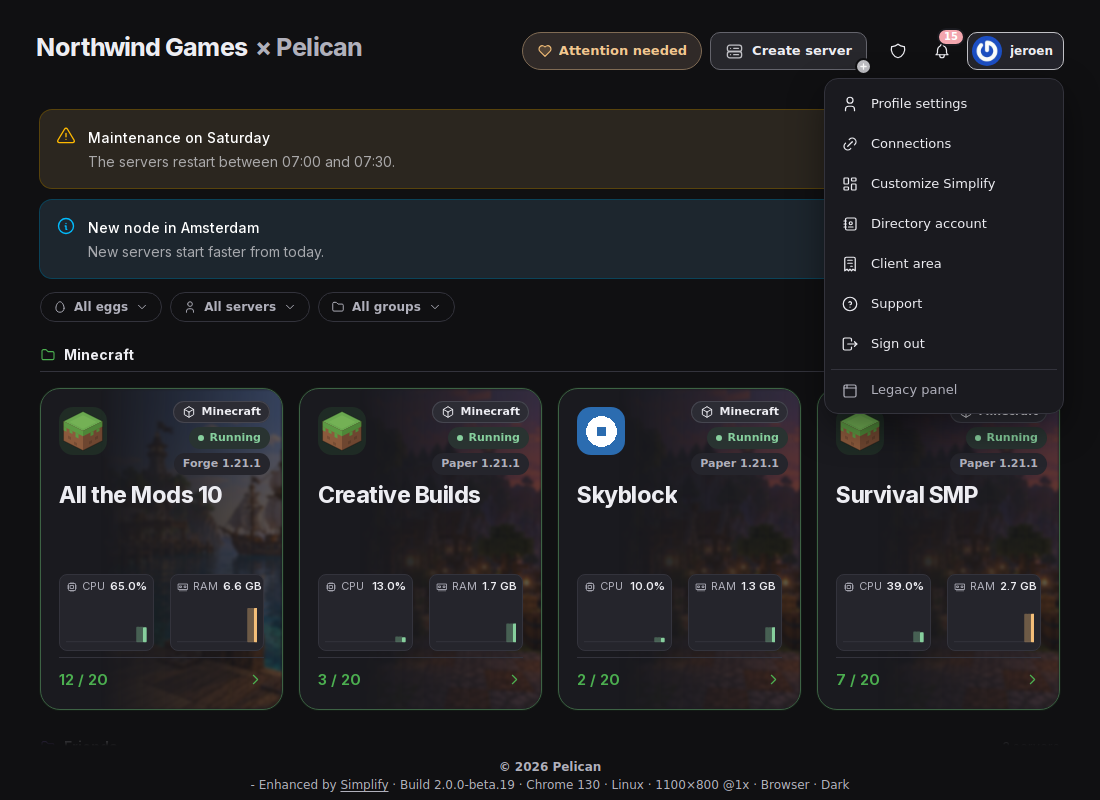 Northwind Games × Pelican
Attention needed
Create server
15
jeroen
Profile settings
Connections
Customize Simplify
Directory account
Client area
Support
Sign out
Legacy panel
Maintenance on Saturday
The servers restart between 07:00 and 07:30.
New node in Amsterdam
New servers start faster from today.
All eggs
All servers
All groups
Minecraft
Minecraft
Running
Forge 1.21.1
All the Mods 10
CPU 65.0%
RAM 6.6 GB
12 / 20
Minecraft
Running
Paper 1.21.1
Creative Builds
CPU 13.0%
RAM 1.7 GB
3 / 20
Minecraft
Running
Paper 1.21.1
Skyblock
CPU 10.0%
RAM 1.3 GB
2 / 20
Minecraft
Running
Paper 1.21.1
Survival SMP
CPU 39.0%
RAM 2.7 GB
7 / 20
Friends
© 2026 Pelican
- Enhanced by Simplify · Build 2.0.0-beta.19 · Chrome 130 · Linux · 1100×800 @1x · Browser · Dark